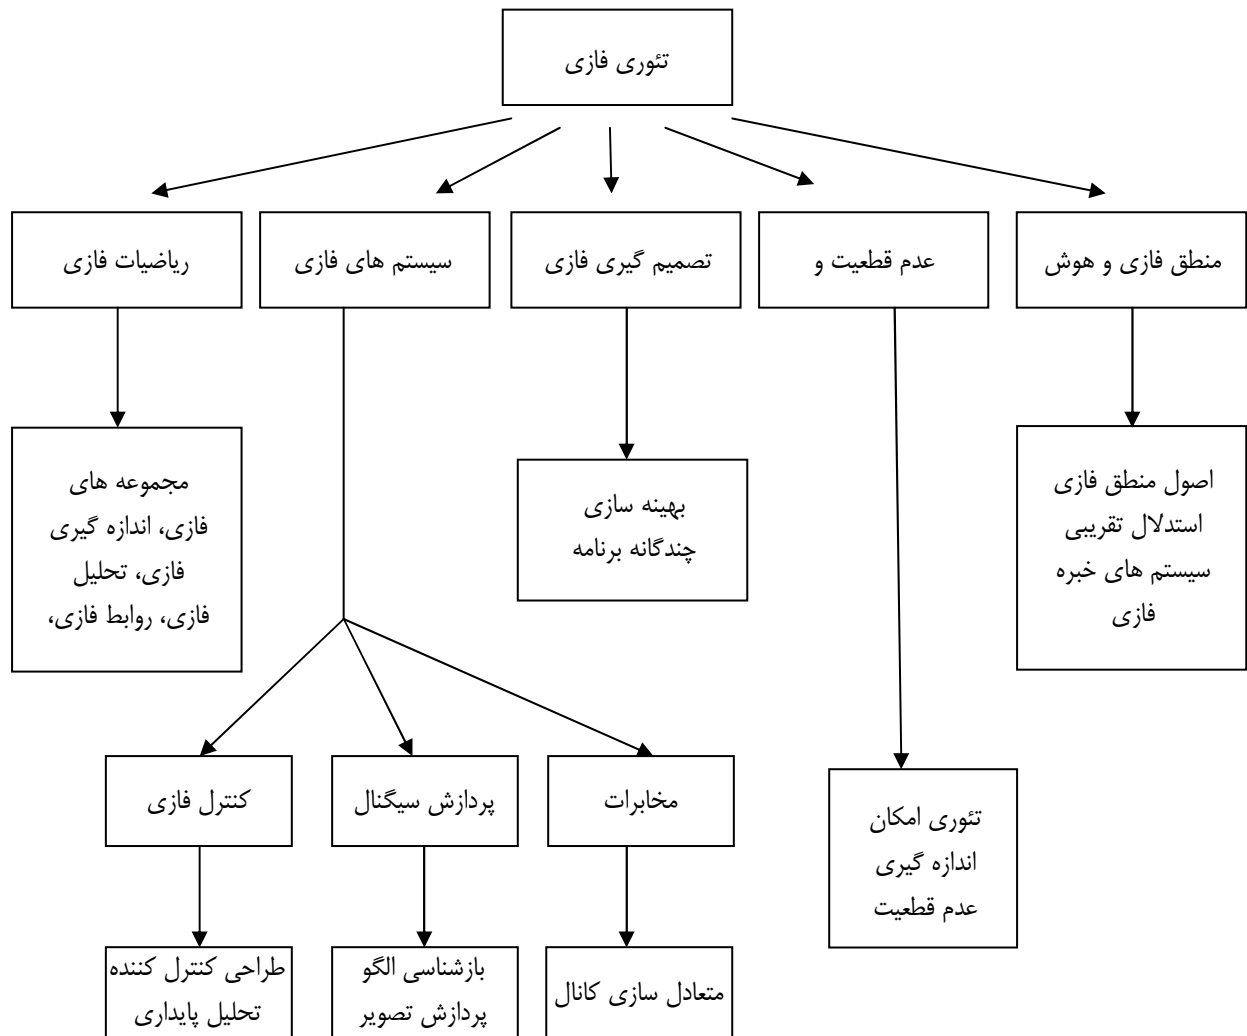 تئوری فازی
منطق فازی و هوش
عدم قطعیت و
تصمیم گیری فازی
سیستم های فازی
ریاضیات فازی
اصول منطق فازی
استدلال تقریبی
سیستم های خبره
فازی
بهینه سازی
چندگانه برنامه
مجموعه های
فازی، اندازه گیری
فازی، تحلیل
فازی، روابط فازی،
تئوری امکان
اندازه گیری
عدم قطعیت
مخابرات
پردازش سیگنال
کنترل فازی
متعادل سازی کانال
بازشناسی الگو
پردازش تصویر
طراحی کنترل کننده
تحلیل پایداری